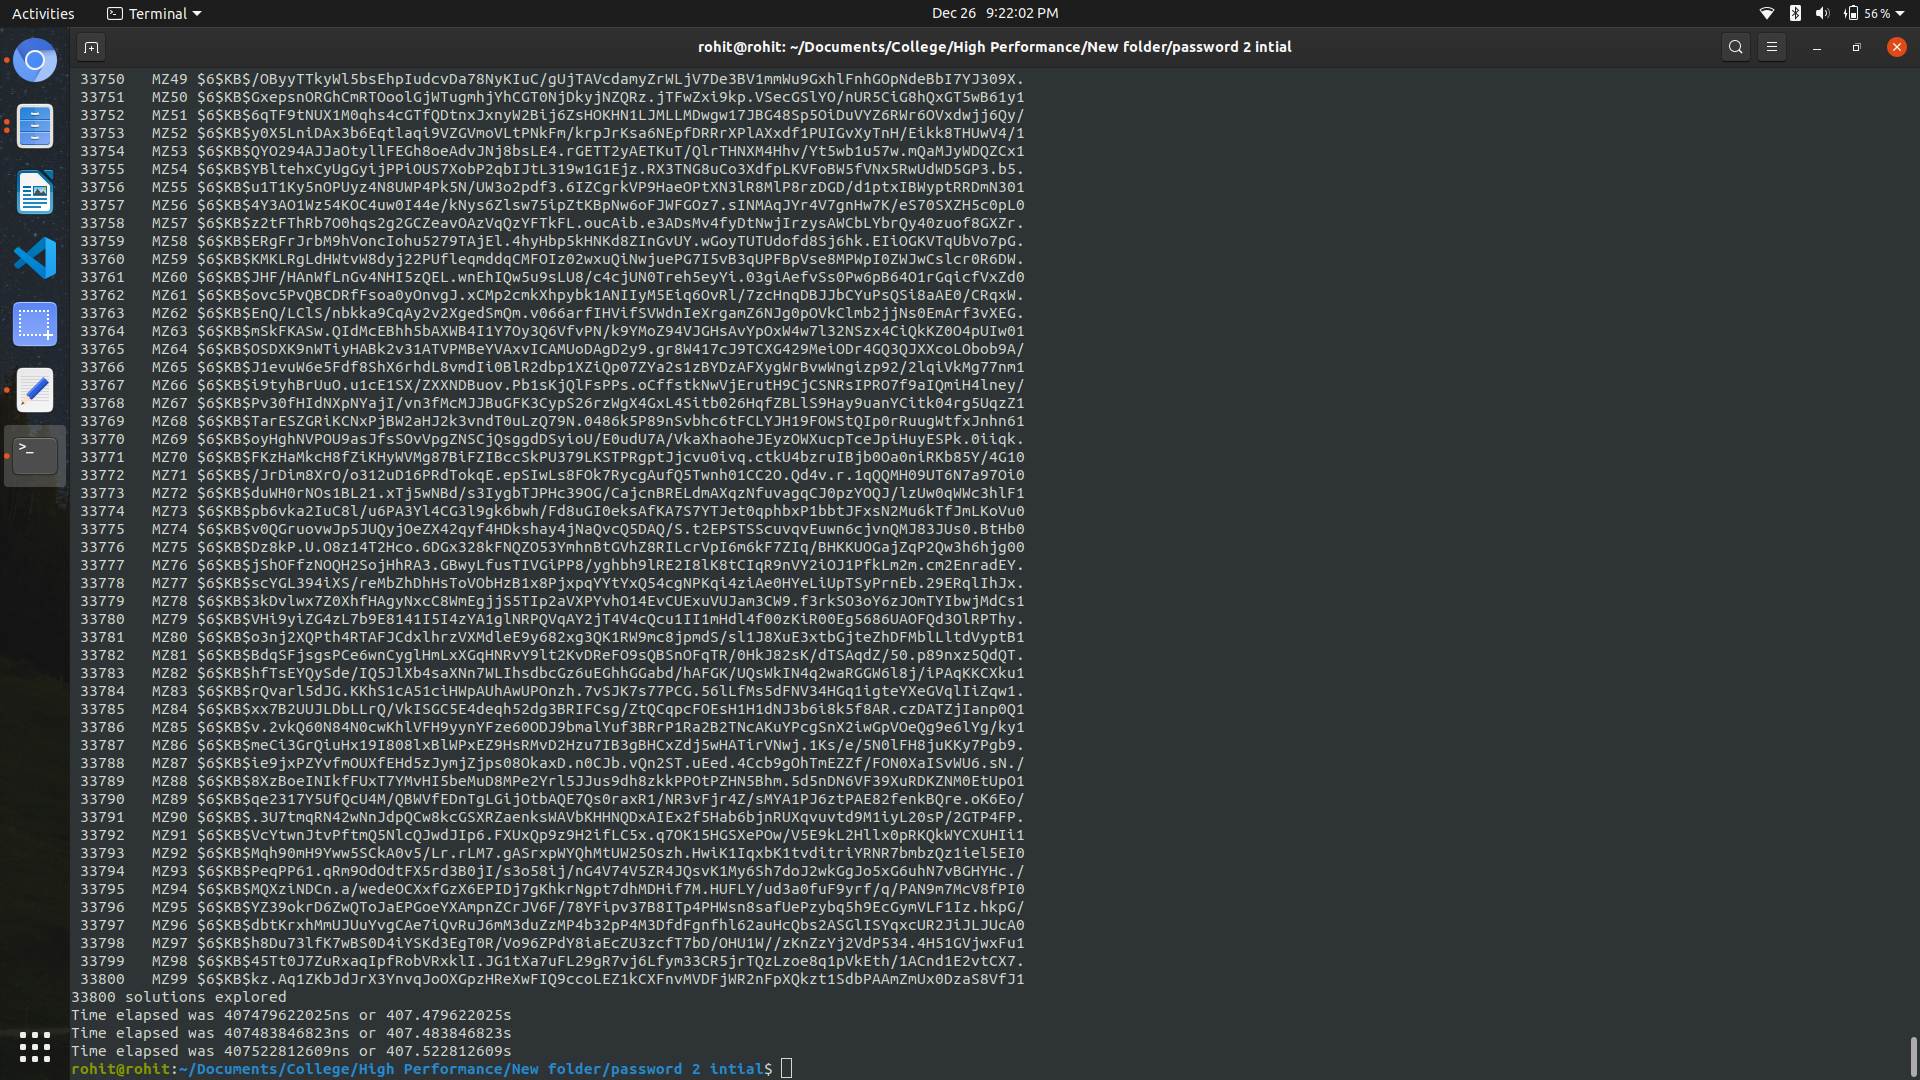 Activities
Terminal
Dec 26 9:22:02 PM
56 %
rohit@rohit: ~/Documents/College/High Performance/New folder/password 2 intial
33750 MZ49 $6$KB$/OByyTTkyWl5bsEhpIudcvDa78NyKIuC/gUjTAVcdamyZrWLjV7De3BV1mmWu9GxhlFnhGOpNdeBbI7YJ309X.
33751 MZ50 $6$KB$GxepsnORGhCmRTOoolGjWTugmhjYhCGT0NjDkyjNZQRz.jTFwZxi9kp.VSecGSlYO/nUR5CiG8hQxGT5wB61y1
33752 MZ51 $6$KB$6qTF9tNUX1M0qhs4cGTfQDtnxJxnyW2Bij6ZsHOKHN1LJMLLMDwgw17JBG48Sp5OiDuVYZ6RWr6OVxdwjj6Qy/
33753 MZ52 $6$KB$y0X5LniDAx3b6Eqtlaqi9VZGVmoVLtPNkFm/krpJrKsa6NEpfDRRrXPlAXxdf1PUIGvXyTnH/Eikk8THUwV4/1
33754 MZ53 $6$KB$QYO294AJJaOtyllFEGh8oeAdvJNj8bsLE4.rGETT2yAETKuT/QlrTHNXM4Hhv/Yt5wb1u57w.mQaMJyWDQZCx1
33755 MZ54 $6$KB$YBltehxCyUgGyijPPiOUS7XobP2qbIJtL319w1G1Ejz.RX3TNG8uCo3XdfpLKVFoBW5fVNx5RwUdWD5GP3.b5.
33756 MZ55 $6$KB$u1T1Ky5nOPUyz4N8UWP4Pk5N/UW3o2pdf3.6IZCgrkVP9HaeOPtXN3lR8MlP8rzDGD/d1ptxIBWyptRRDmN301
33757 MZ56 $6$KB$4Y3AO1Wz54KOC4uw0I44e/kNys6Zlsw75ipZtKBpNw6oFJWFGOz7.sINMAqJYr4V7gnHw7K/eS70SXZH5c0pL0
33758 MZ57 $6$KB$z2tFThRb7O0hqs2g2GCZeavOAzVqQzYFTkFL.oucAib.e3ADsMv4fyDtNwjIrzysAWCbLYbrQy40zuof8GXZr.
33759 MZ58 $6$KB$ERgFrJrbM9hVoncIohu5279TAjEl.4hyHbp5kHNKd8ZInGvUY.wGoyTUTUdofd8Sj6hk.EIiOGKVTqUbVo7pG.
33760 MZ59 $6$KB$KMKLRgLdHWtvW8dyj22PUfleqmddqCMFOIz02wxuQiNwjuePG7I5vB3qUPFBpVse8MPWpI0ZWJwCslcr0R6DW.
33761 MZ60 $6$KB$JHF/HAnWfLnGv4NHI5zQEL.wnEhIQw5u9sLU8/c4cjUN0Treh5eyYi.03giAefvSs0Pw6pB64O1rGqicfVxZd0
33762 MZ61 $6$KB$ovc5PvQBCDRfFsoa0yOnvgJ.xCMp2cmkXhpybk1ANIIyM5Eiq6OvRl/7zcHnqDBJJbCYuPsQSi8aAE0/CRqxW.
33763 MZ62 $6$KB$EnQ/LClS/nbkka9CqAy2v2XgedSmQm.v066arfIHVifSVWdnIeXrgamZ6NJg0pOVkClmb2jjNs0EmArf3vXEG.
33764 MZ63 $6$KB$mSkFKASw.QIdMcEBhh5bAXWB4I1Y7Oy3Q6VfvPN/k9YMoZ94VJGHsAvYpOxW4w7l32NSzx4CiQkKZ0O4pUIw01
33765 MZ64 $6$KB$OSDXK9nWTiyHABk2v31ATVPMBeYVAxvICAMUoDAgD2y9.gr8W417cJ9TCXG429MeiODr4GQ3QJXXcoLObob9A/
33766 MZ65 $6$KB$J1evuW6e5Fdf8ShX6rhdL8vmdIi0BlR2dbp1XZiQp07ZYa2s1zBYDzAFXygWrBvwWngizp92/2lqiVkMg77nm1
33767 MZ66 $6$KB$i9tyhBrUuO.u1cE1SX/ZXXNDBuov.Pb1sKjQlFsPPs.oCffstkNwVjErutH9CjCSNRsIPRO7f9aIQmiH4lney/
33768 MZ67 $6$KB$Pv30fHIdNXpNYajI/vn3fMcMJJBuGFK3CypS26rzWgX4GxL4Sitb026HqfZBLlS9Hay9uanYCitk04rg5UqzZ1
33769 MZ68 $6$KB$TarESZGRiKCNxPjBW2aHJ2k3vndT0uLzQ79N.0486k5P89nSvbhc6tFCLYJH19FOWStQIp0rRuugWtfxJnhn61
33770 MZ69 $6$KB$oyHghNVPOU9asJfsSOvVpgZNSCjQsggdDSyioU/E0udU7A/VkaXhaoheJEyzOWXucpTceJpiHuyESPk.0iiqk.
33771 MZ70 $6$KB$FKzHaMkcH8fZiKHyWVMg87BiFZIBccSkPU379LKSTPRgptJjcvu0ivq.ctkU4bzruIBjb0Oa0niRKb85Y/4G10
33772 MZ71 $6$KB$/JrDim8XrO/o312uD16PRdTokqE.epSIwLs8FOk7RycgAufQ5Twnh01CC2O.Qd4v.r.1qQQMH09UT6N7a97Oi0
33773 MZ72 $6$KB$duWH0rNOs1BL21.xTj5wNBd/s3IygbTJPHc39OG/CajcnBRELdmAXqzNfuvagqCJ0pzYOQJ/lzUw0qWWc3hlF1
33774 MZ73 $6$KB$pb6vka2IuC8l/u6PA3Yl4CG3l9gk6bwh/Fd8uGI0eksAfKA7S7YTJet0qphbxP1bbtJFxsN2Mu6kTfJmLKoVu0
33775 MZ74 $6$KB$v0QGruovwJp5JUQyjOeZX42qyf4HDkshay4jNaQvcQ5DAQ/S.t2EPSTSScuvqvEuwn6cjvnQMJ83JUs0.BtHb0
33776 MZ75 $6$KB$Dz8kP.U.O8z14T2Hco.6DGx328kFNQZO53YmhnBtGVhZ8RILcrVpI6m6kF7ZIq/BHKKUOGajZqP2Qw3h6hjg00
33777 MZ76 $6$KB$jShOFfzNOQH2SojHhRA3.GBwyLfusTIVGiPP8/yghbh9lRE2I8lK8tCIqR9nVY2iOJ1PfkLm2m.cm2EnradEY.
33778 MZ77 $6$KB$scYGL394iXS/reMbZhDhHsToVObHzB1x8PjxpqYYtYxQ54cgNPKqi4ziAe0HYeLiUpTSyPrnEb.29ERqlIhJx.
33779 MZ78 $6$KB$3kDvlwx7Z0XhfHAgyNxcC8WmEgjjS5TIp2aVXPYvhO14EvCUExuVUJam3CW9.f3rkSO3oY6zJOmTYIbwjMdCs1
33780 MZ79 $6$KB$VHi9yiZG4zL7b9E8141I5I4zYA1glNRPQVqAY2jT4V4cQcu1II1mHdl4f00zKiR00Eg5686UAOFQd3OlRPThy.
33781 MZ80 $6$KB$o3nj2XQPth4RTAFJCdxlhrzVXMdleE9y682xg3QK1RW9mc8jpmdS/sl1J8XuE3xtbGjteZhDFMblLltdVyptB1
33782 MZ81 $6$KB$BdqSFjsgsPCe6wnCyglHmLxXGqHNRvY9lt2KvDReFO9sQBSnOFqTR/0HkJ82sK/dTSAqdZ/50.p89nxz5QdQT.
33783 MZ82 $6$KB$hfTsEYQySde/IQ5JlXb4saXNn7WLIhsdbcGz6uEGhhGGabd/hAFGK/UQsWkIN4q2waRGGW6l8j/iPAqKKCXku1
33784 MZ83 $6$KB$rQvarl5dJG.KKhS1cA51ciHWpAUhAwUPOnzh.7vSJK7s77PCG.56lLfMs5dFNV34HGq1igteYXeGVqlIiZqw1.
33785 MZ84 $6$KB$xx7B2UUJLDbLLrQ/VkISGC5E4deqh52dg3BRIFCsg/ZtQCqpcFOEsH1H1dNJ3b6i8k5f8AR.czDATZjIanp0Q1
33786 MZ85 $6$KB$v.2vkQ60N84N0cwKhlVFH9yynYFze60ODJ9bmalYuf3BRrP1Ra2B2TNcAKuYPcgSnX2iwGpVOeQg9e6lYg/ky1
33787 MZ86 $6$KB$meCi3GrQiuHx19I808lxBlWPxEZ9HsRMvD2Hzu7IB3gBHCxZdj5wHATirVNwj.1Ks/e/5N0lFH8juKKy7Pgb9.
33788 MZ87 $6$KB$ie9jxPZYvfmOUXfEHd5zJymjZjps08OkaxD.n0CJb.vQn2ST.uEed.4Ccb9gOhTmEZZf/FON0XaISvWU6.sN./
33789 MZ88 $6$KB$8XzBoeINIkfFUxT7YMvHI5beMuD8MPe2Yrl5JJus9dh8zkkPPOtPZHN5Bhm.5d5nDN6VF39XuRDKZNM0EtUpO1
33790 MZ89 $6$KB$qe2317Y5UfQcU4M/QBWVfEDnTgLGijOtbAQE7Qs0raxR1/NR3vFjr4Z/sMYA1PJ6ztPAE82fenkBQre.oK6Eo/
33791 MZ90 $6$KB$.3U7tmqRN42wNnJdpQCw8kcGSXRZaenksWAVbKHHNQDxAIEx2f5Hab6bjnRUXqvuvtd9M1iyL20sP/2GTP4FP.
33792 MZ91 $6$KB$VcYtwnJtvPftmQ5NlcQJwdJIp6.FXUxQp9z9H2ifLC5x.q7OK15HGSXePOw/V5E9kL2Hllx0pRKQkWYCXUHIi1
33793 MZ92 $6$KB$Mqh90mH9Yww5SCkA0v5/Lr.rLM7.gASrxpWYQhMtUW25Oszh.HwiK1IqxbK1tvditriYRNR7bmbzQz1iel5EI0
33794 MZ93 $6$KB$PeqPP61.qRm9OdOdtFX5rd3B0jI/s3o58ij/nG4V74V5ZR4JQsvK1My6Sh7doJ2wkGgJo5xG6uhN7vBGHYHc./
33795 MZ94 $6$KB$MQXziNDCn.a/wedeOCXxfGzX6EPIDj7gKhkrNgpt7dhMDHif7M.HUFLY/ud3a0fuF9yrf/q/PAN9m7McV8fPI0
33796 MZ95 $6$KB$YZ39okrD6ZwQToJaEPGoeYXAmpnZCrJV6F/78YFipv37B8ITp4PHWsn8safUePzybq5h9EcGymVLF1Iz.hkpG/
33797 MZ96 $6$KB$dbtKrxhMmUJUuYvgCAe7iQvRuJ6mM3duZzMP4b32pP4M3DfdFgnfhl62auHcQbs2ASGlISYqxcUR2JiJLJUcA0
33798 MZ97 $6$KB$h8Du73lfK7wBS0D4iYSKd3EgT0R/Vo96ZPdY8iaEcZU3zcfT7bD/OHU1W//zKnZzYj2VdP534.4H51GVjwxFu1
33799 MZ98 $6$KB$45Tt0J7ZuRxaqIpfRobVRxklI.JG1tXa7uFL29gR7vj6Lfym33CR5jrTQzLzoe8q1pVkEth/1ACnd1E2vtCX7.
33800 MZ99 $6$KB$kz.Aq1ZKbJdJrX3YnvqJoOXGpzHReXwFIQ9ccoLEZ1kCXFnvMVDFjWR2nFpXQkzt1SdbPAAmZmUx0DzaS8VfJ1
33800 solutions explored
Time elapsed was 407479622025ns or 407.479622025s
Time elapsed was 407483846823ns or 407.483846823s
Time elapsed was 407522812609ns or 407.522812609s
rohit@rohit:~/Documents/College/High Performance/New folder/password 2 intial$